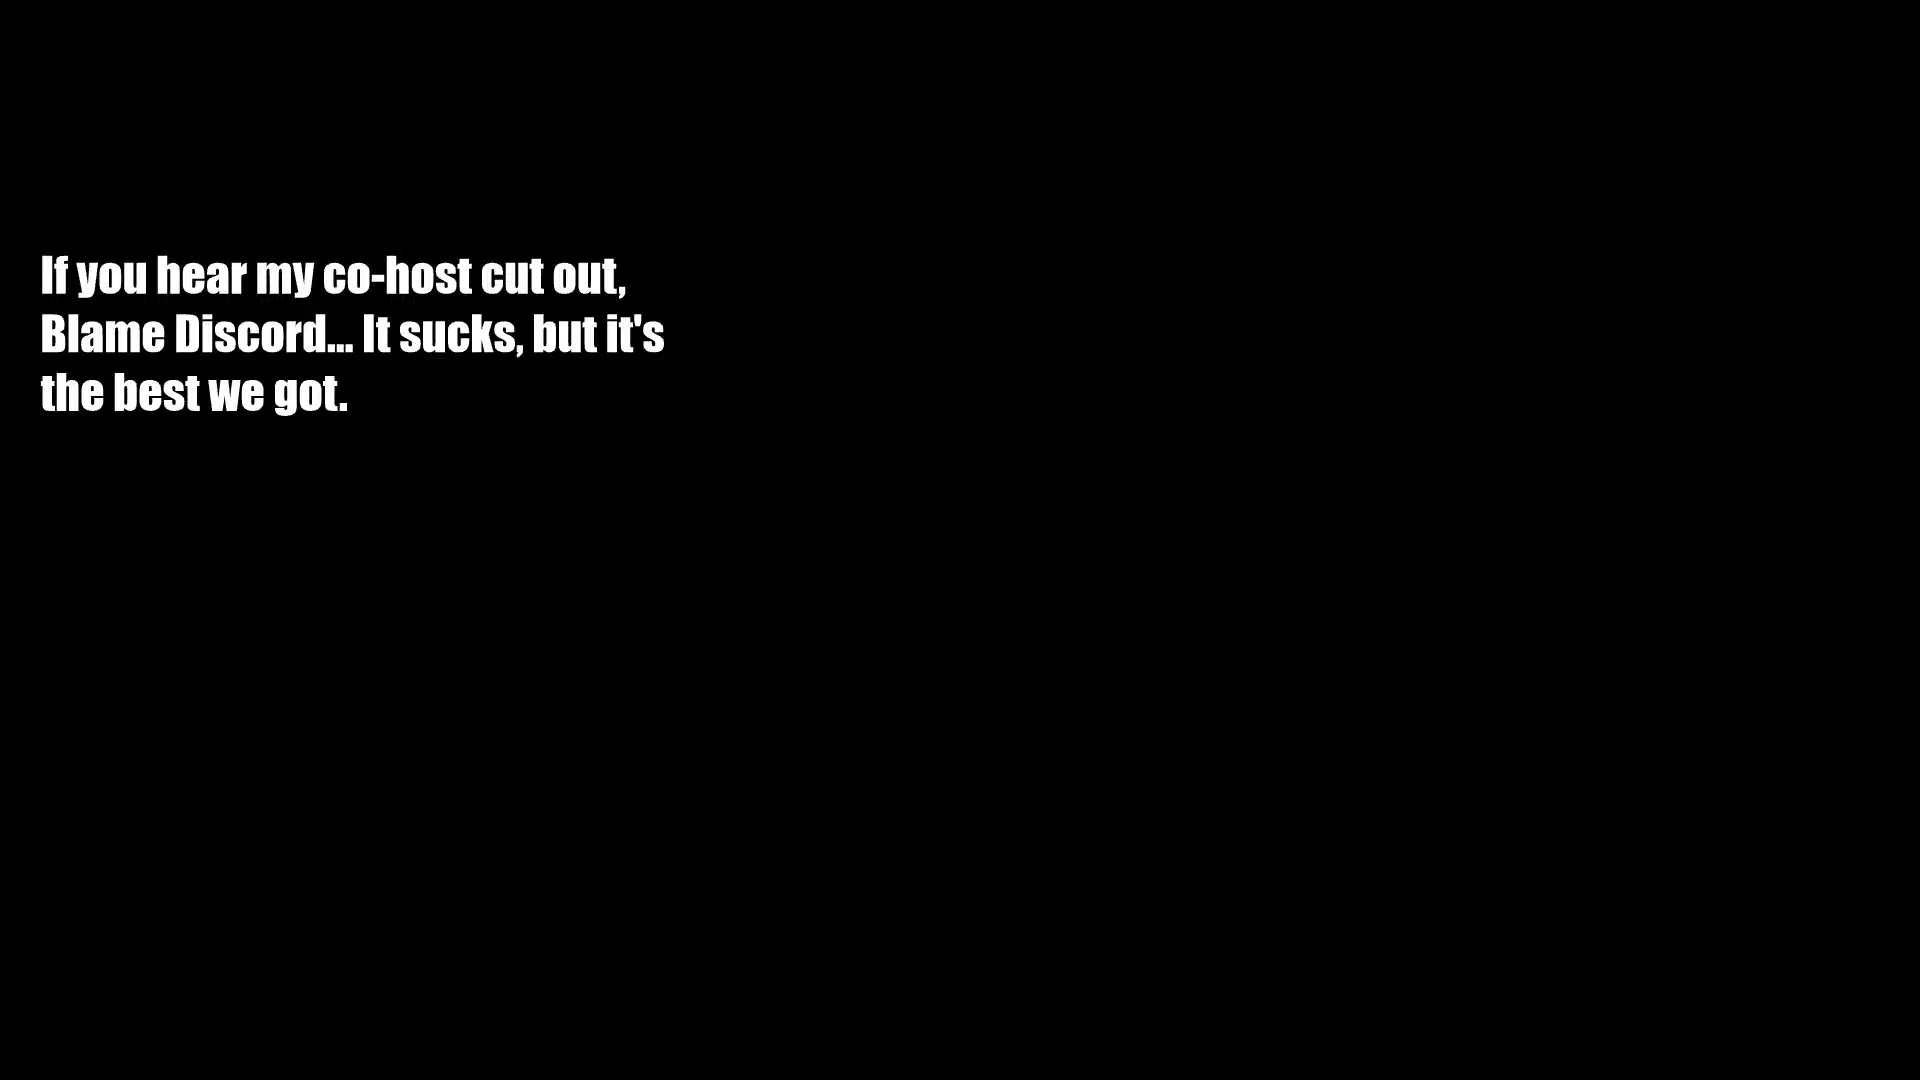 If you hear my co-host cut out,
Blame Discord... It sucks, but it's
the best we got.